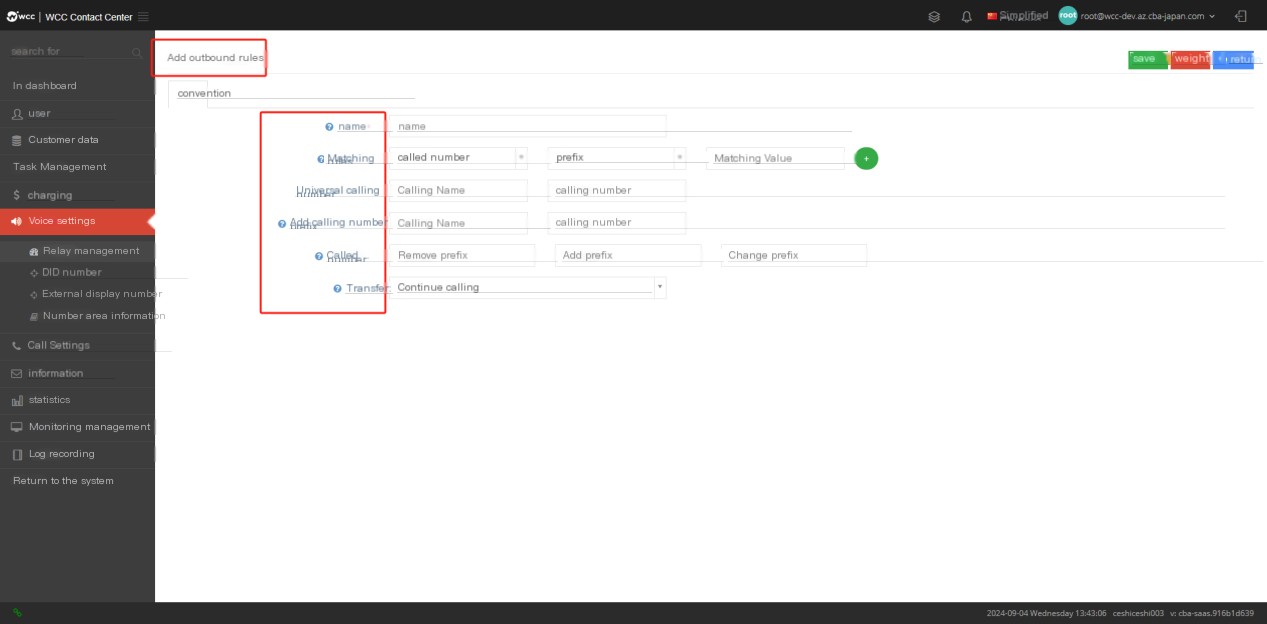 wcc | WCC Contact Center
Simplified
root root@wcc-dev.az.cba-japan.com
search for
In dashboard
user
Customer data
Task Management
$ charging
Voice settings
Relay management
DID number
External display number
Number area information
Call Settings
information
statistics
Monitoring management
Log recording
Return to the system
Add outbound rules
save weight return
convention
name name
Matching called number prefix Matching Value +
Universal calling
number Calling Name calling number
Add calling number
prefix Calling Name calling number
Called
number Remove prefix Add prefix Change prefix
Transfer: Continue calling
2024-09-04 Wednesday 13:43:06 ceshiceshi003 v: cba-saas.916b1d639